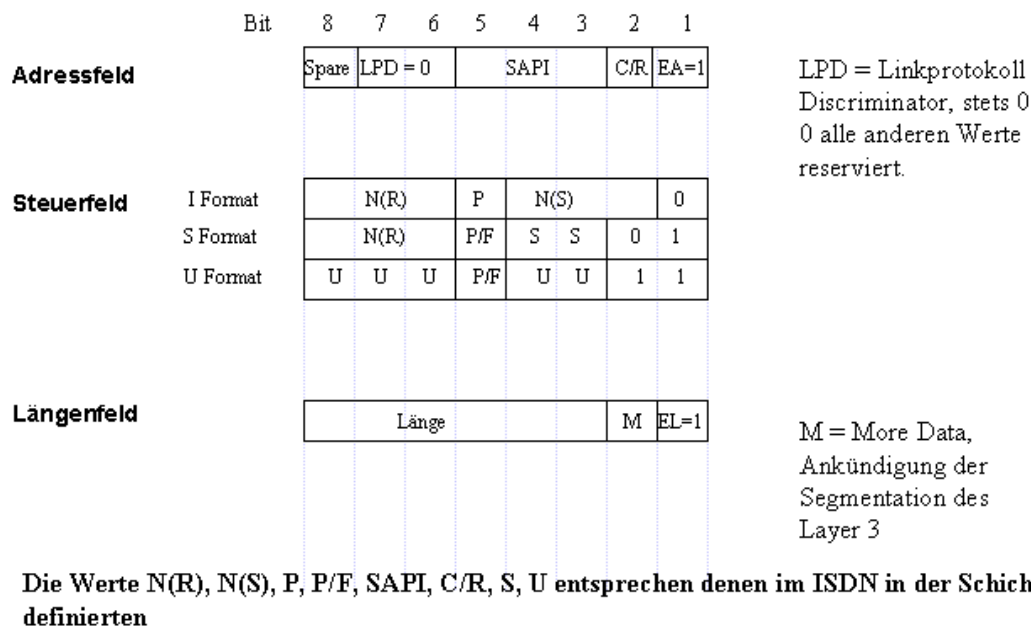 Bit 8 7 6 5 4 3 2 1
Adressfeld Spare LPD = 0 SAPI C/R EA=1
LPD = Linkprotokoll
Discriminator, stets 0
0 alle anderen Werte
reserviert.
Steuerfeld I Format N(R) P N(S) 0
S Format N(R) P/F S S 0 1
U Format U U U P/F U U 1 1
Längenfeld Länge M EL=1
M = More Data,
Ankündigung der
Segmentation des
Layer 3
Die Werte N(R), N(S), P, P/F, SAPI, C/R, S, U entsprechen denen im ISDN in der Schich
definierten